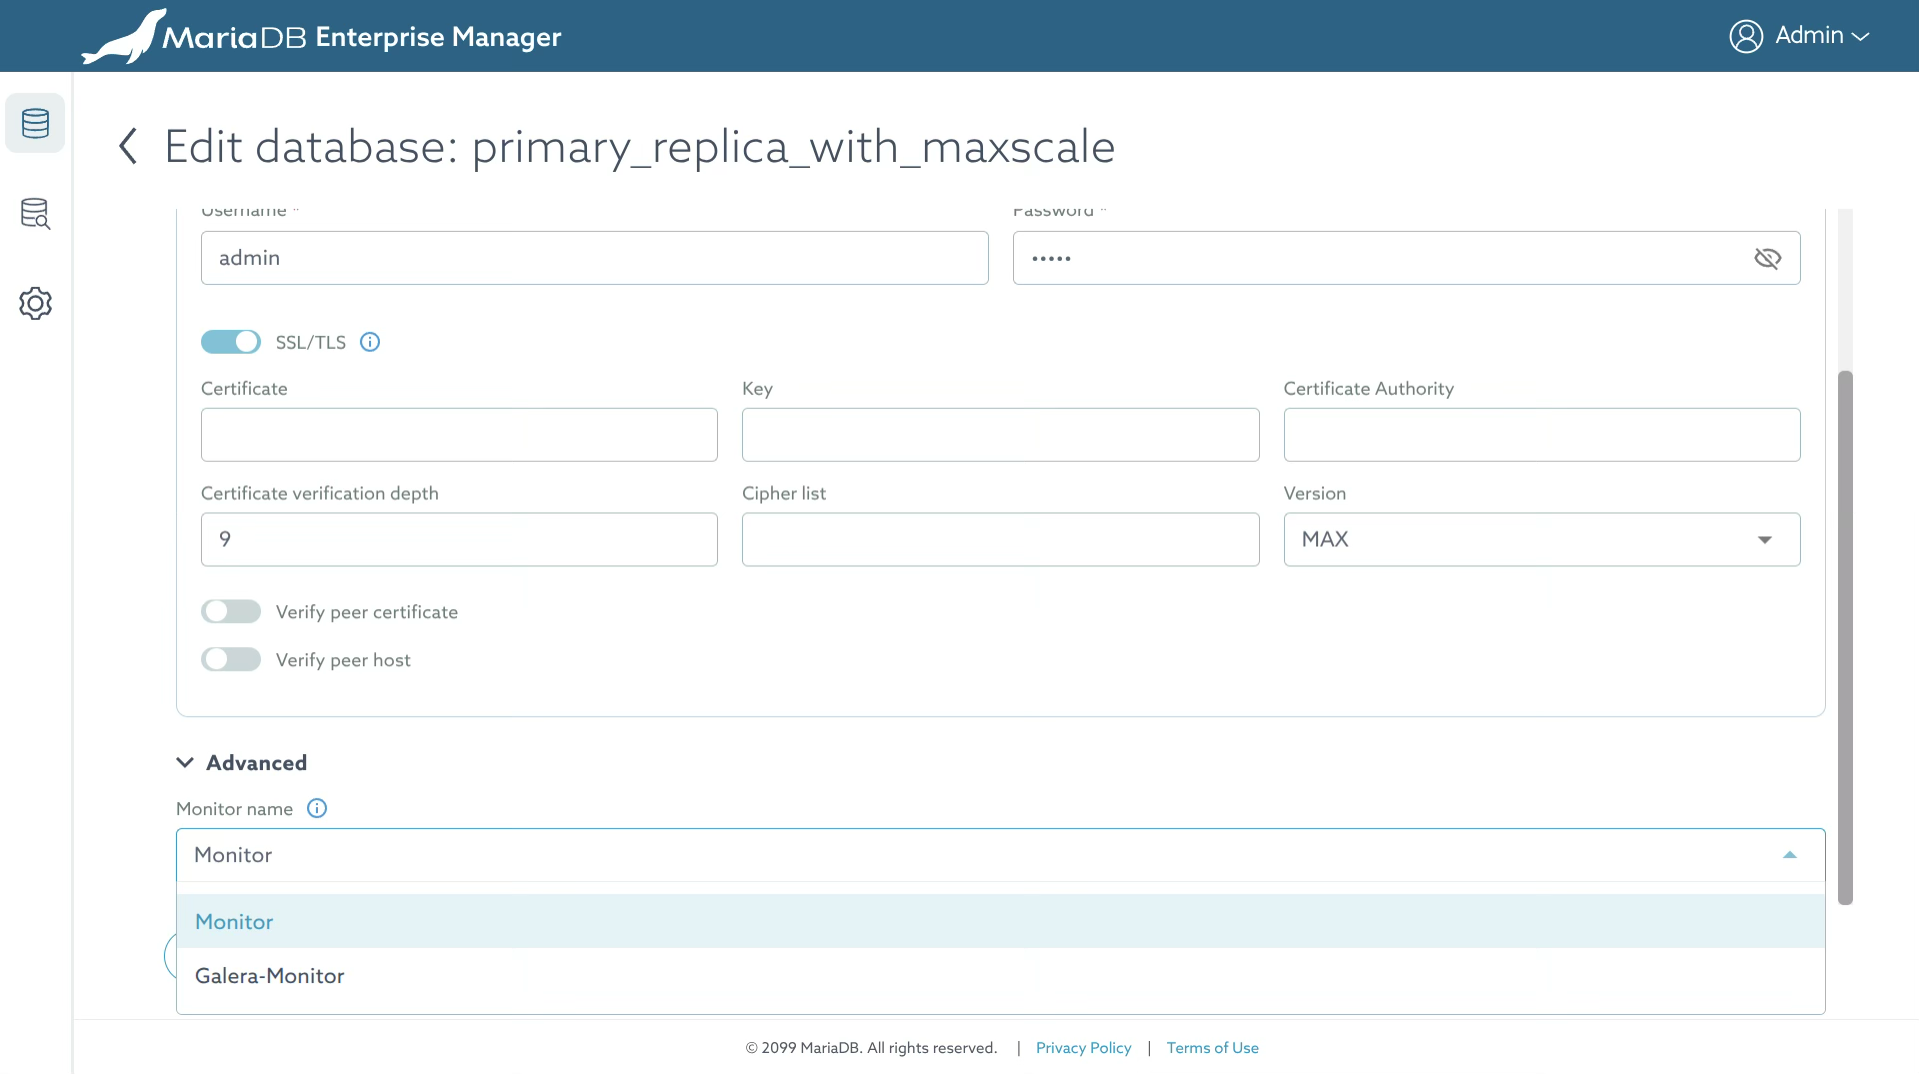 MariaDB Enterprise Manager
Admin
Edit database: primary_replica_with_maxscale
Username * Password *
admin •••••
SSL/TLS
Certificate Key Certificate Authority
Certificate verification depth Cipher list Version
9 MAX
Verify peer certificate
Verify peer host
Advanced
Monitor name
Monitor
Monitor
Galera-Monitor
© 2099 MariaDB. All rights reserved. | Privacy Policy | Terms of Use